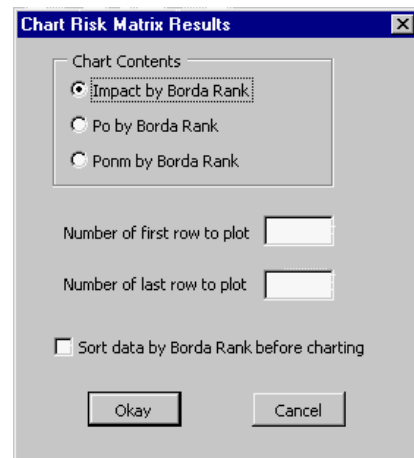 Chart Risk Matrix Results
Chart Contents
Impact by Borda Rank
Po by Borda Rank
Ponm by Borda Rank
Number of first row to plot
Number of last row to plot
Sort data by Borda Rank before charting
Okay Cancel